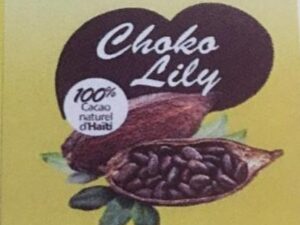 Choko
Lily
100%
Cacao
naturel
d'Haïti